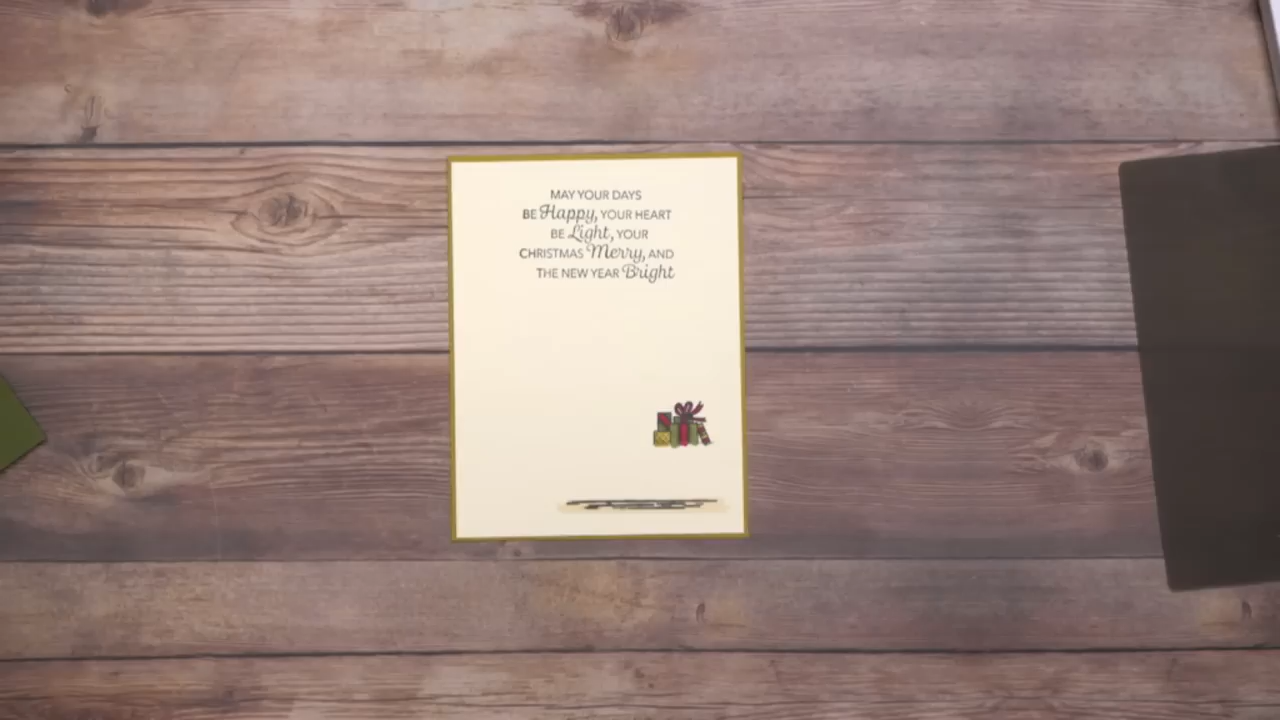 MAY YOUR DAYS
BE Happy, YOUR HEART
BE Light, YOUR
CHRISTMAS Merry, AND
THE NEW YEAR Bright